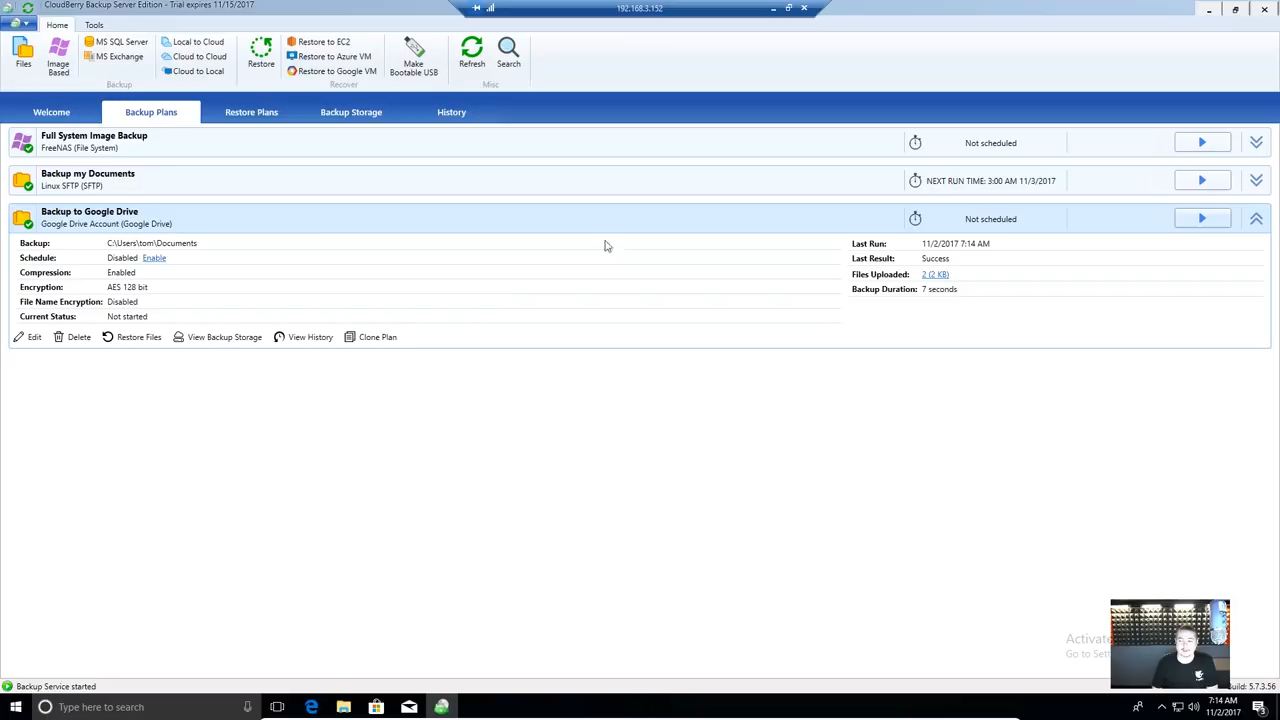 CloudBerry Backup Server Edition - Trial expires 11/15/2017
192.168.3.152
Home
Tools
Files
Image Based
MS SQL Server
MS Exchange
Backup
Local to Cloud
Cloud to Cloud
Cloud to Local
Restore
Restore to EC2
Restore to Azure VM
Restore to Google VM
Recover
Make Bootable USB
Refresh
Search
Misc
Welcome
Backup Plans
Restore Plans
Backup Storage
History
Full System Image Backup
FreeNAS (File System)
Not scheduled
Backup my Documents
Linux SFTP (SFTP)
NEXT RUN TIME: 3:00 AM 11/3/2017
Backup to Google Drive
Google Drive Account (Google Drive)
Not scheduled
Backup: C:\Users\tom\Documents
Schedule: Disabled Enable
Compression: Enabled
Encryption: AES 128 bit
File Name Encryption: Disabled
Current Status: Not started
Last Run: 11/2/2017 7:14 AM
Last Result: Success
Files Uploaded: 2 (2 KB)
Backup Duration: 7 seconds
Edit
Delete
Restore Files
View Backup Storage
View History
Clone Plan
Go to
Backup Service started
Build: 5.7.3.56
Type here to search
7:14 AM
11/2/2017